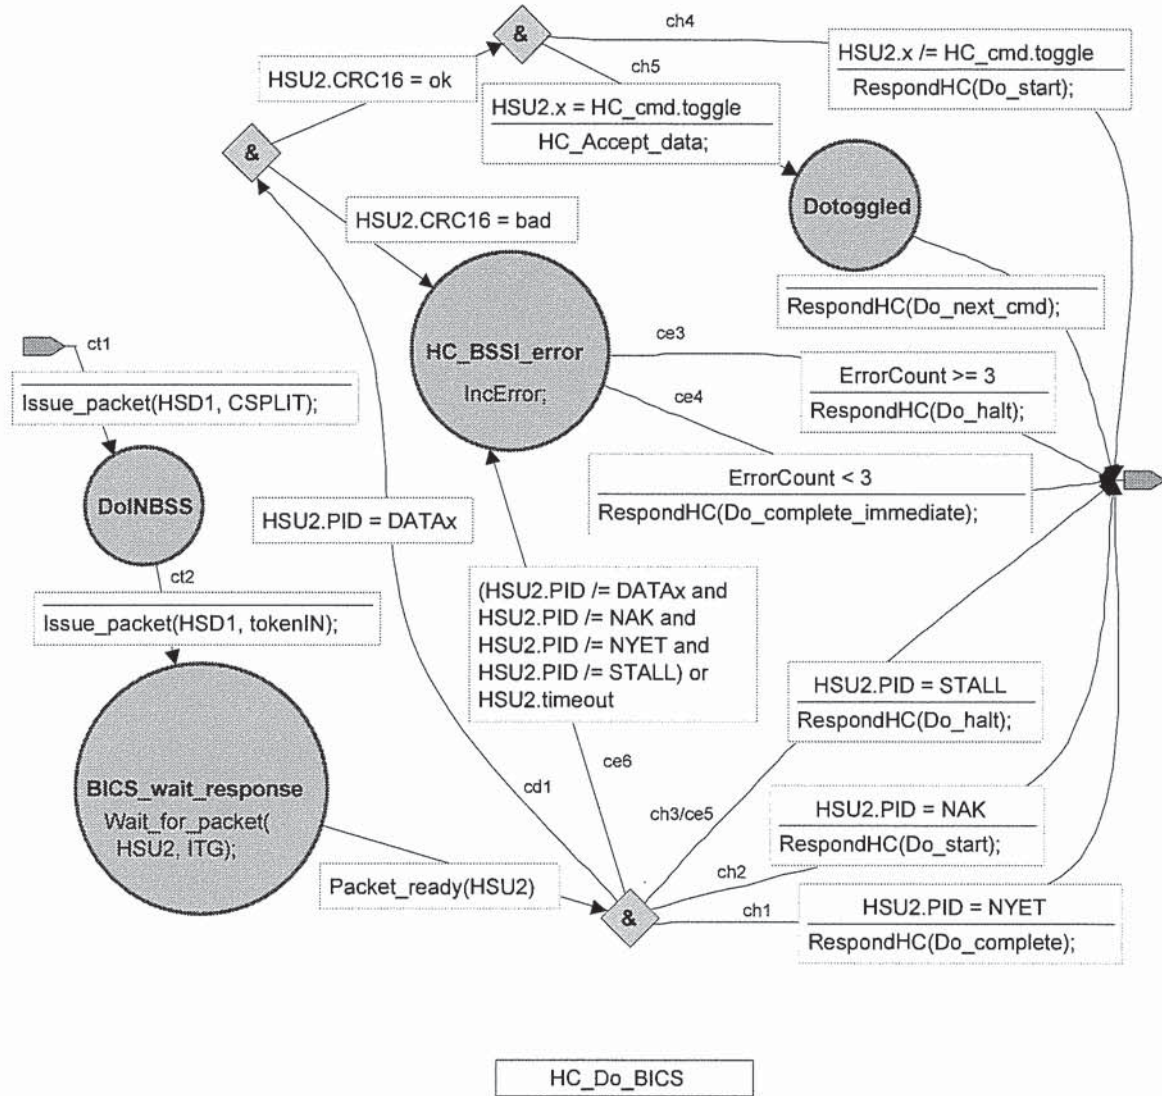 ch4
&
HSU2.x /= HC_cmd.toggle
RespondHC(Do_start);
HSU2.CRC16 = ok
ch5
HSU2.x = HC_cmd.toggle
HC_Accept_data;
&
Dotoggled
HSU2.CRC16 = bad
RespondHC(Do_next_cmd);
HC_BSSI_error
IncError;
ce3
ErrorCount >= 3
RespondHC(Do_halt);
ce4
ct1
Issue_packet(HSD1, CSPLIT);
ErrorCount < 3
RespondHC(Do_complete_immediate);
DoINBSS
HSU2.PID = DATAx
ct2
Issue_packet(HSD1, tokenIN);
(HSU2.PID /= DATAx and
HSU2.PID /= NAK and
HSU2.PID /= NYET and
HSU2.PID /= STALL) or
HSU2.timeout
HSU2.PID = STALL
RespondHC(Do_halt);
BICS_wait_response
Wait_for_packet(
HSU2, ITG);
cd1
ce6
ch3/ce5
HSU2.PID = NAK
RespondHC(Do_start);
ch2
Packet_ready(HSU2)
&
ch1
HSU2.PID = NYET
RespondHC(Do_complete);
HC_Do_BICS